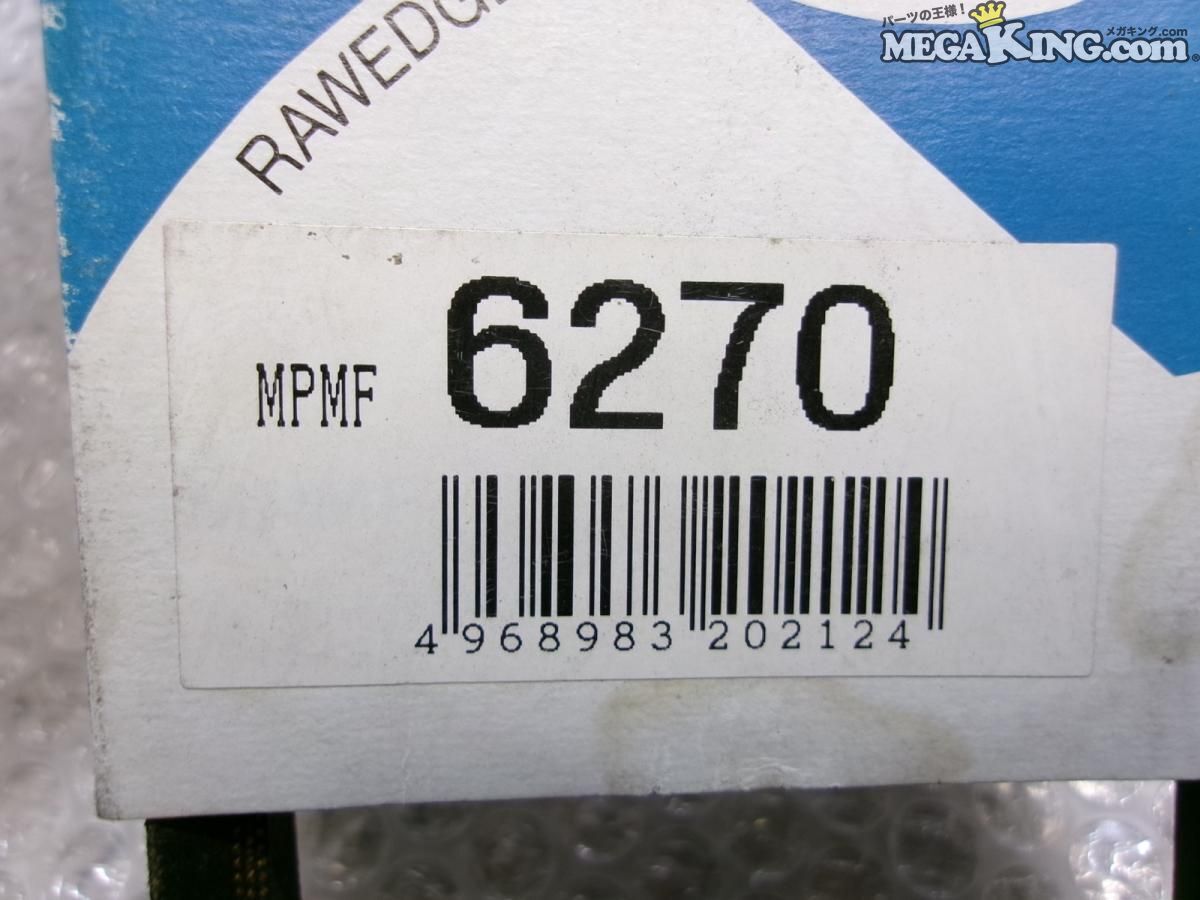 パーツの王様！
メガキング.com
MEGAKING.com®
RAWEDGE
MPMF 6270
4 968983 202124